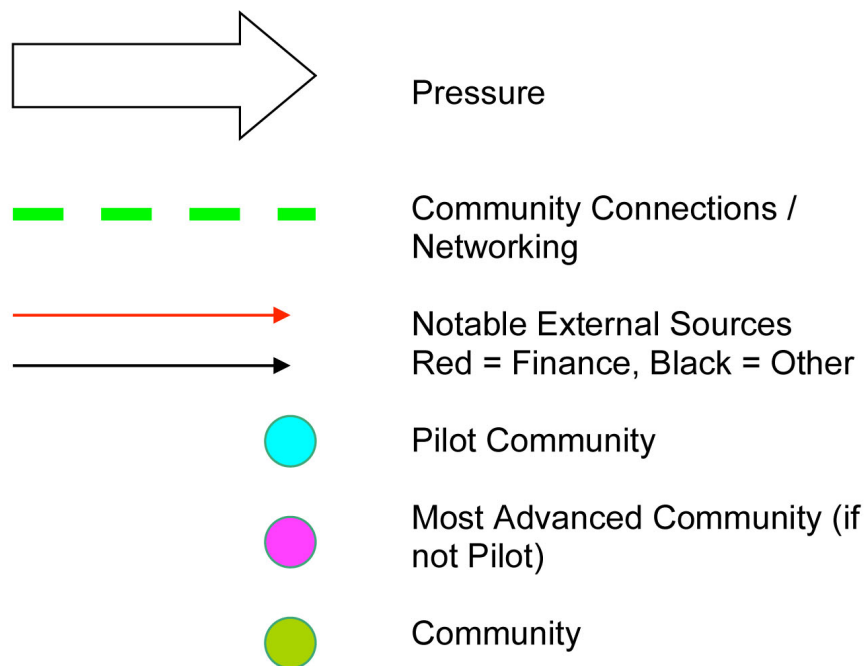 Pressure
Community Connections /
Networking
Notable External Sources
Red = Finance, Black = Other
Pilot Community
Most Advanced Community (if
not Pilot)
Community